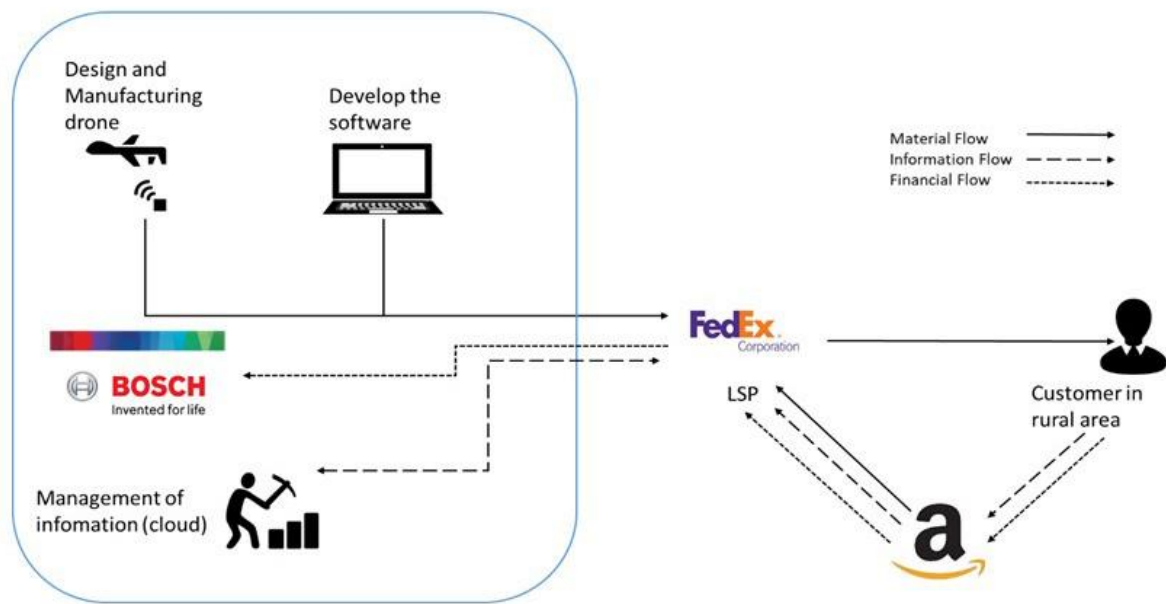 Design and
Manufacturing
drone
Develop the
software
Material Flow
Information Flow
Financial Flow
FedEx
Corporation
BOSCH
Invented for life
LSP
Customer in
rural area
Management of
infomation (cloud)
a